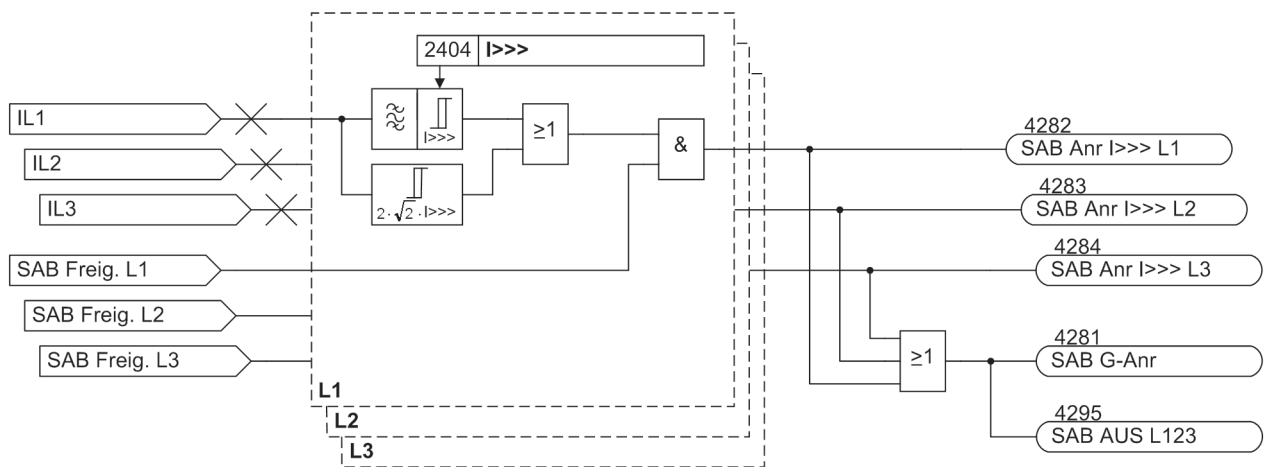 2404 I>>>
IL1
I>>>
≥1
&
4282
SAB Anr I>>> L1
IL2
2·√2·I>>>
4283
SAB Anr I>>> L2
IL3
4284
SAB Anr I>>> L3
SAB Freig. L1
SAB Freig. L2
SAB Freig. L3
≥1
4281
SAB G-Anr
4295
SAB AUS L123
L1
L2
L3